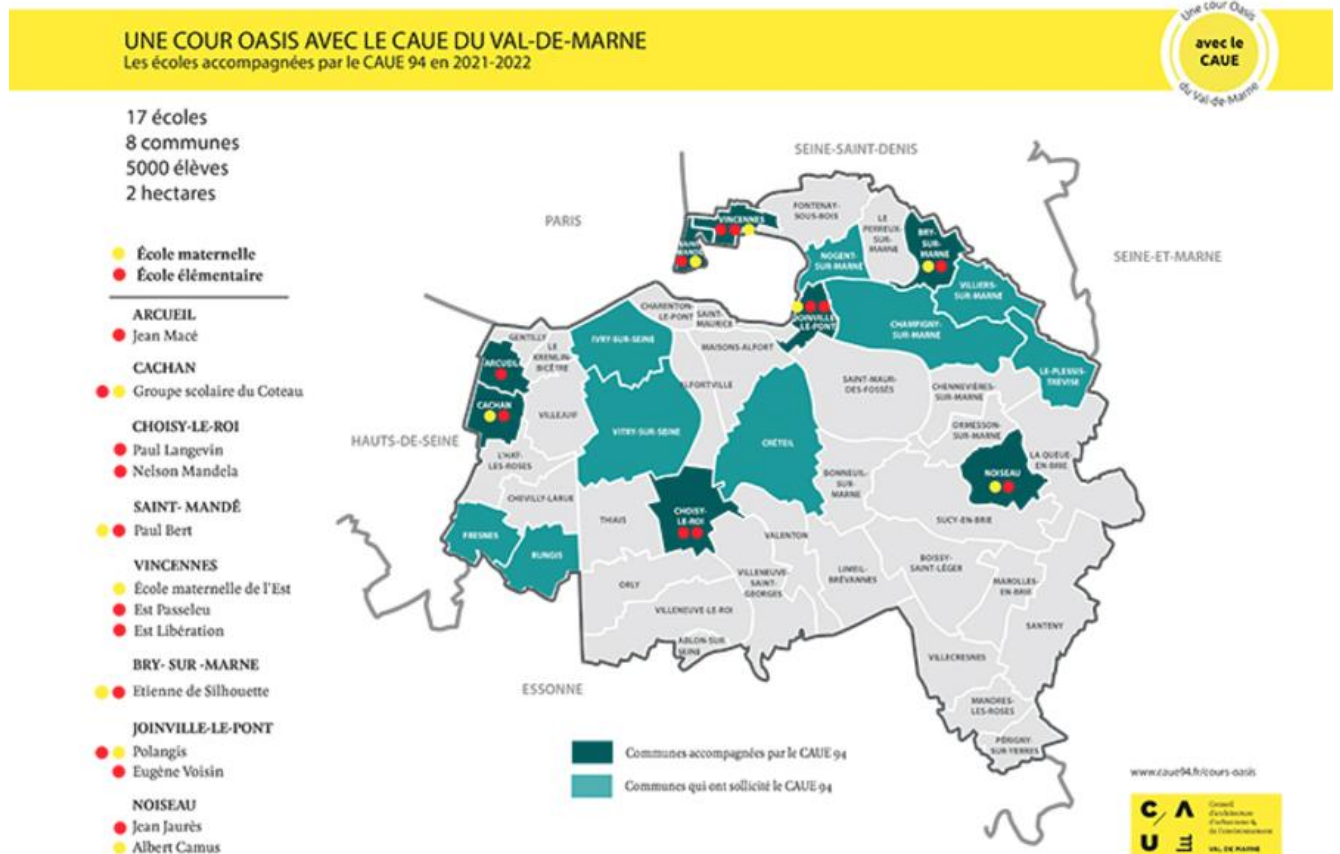 UNE COUR OASIS AVEC LE CAUE DU VAL-DE-MARNE
Les écoles accompagnées par le CAUE 94 en 2021-2022
Une cour Oasis
avec le
CAUE
du Val-de-Marne
17 écoles
8 communes
5000 élèves
2 hectares
École maternelle
École élémentaire
ARCUEIL
Jean Macé
CACHAN
Groupe scolaire du Coteau
CHOISY-LE-ROI
Paul Langevin
Nelson Mandela
SAINT- MANDÉ
Paul Bert
VINCENNES
École maternelle de l'Est
Est Passeleu
Est Libération
BRY- SUR -MARNE
Etienne de Silhouette
JOINVILLE-LE-PONT
Polangis
Eugène Voisin
NOISEAU
Jean Jaurès
Albert Camus
SEINE-SAINT-DENIS
PARIS
SEINE-ET-MARNE
HAUTS-DE-SEINE
ESSONNE
VINCENNES
FONTENAY-
SOUS-BOIS
LE
PERREUX-
SUR-MARNE
BRY-
SUR-
MARNE
SAINT-
MANDÉ
NOGENT-
SUR-MARNE
VILLIERS-
SUR-MARNE
JOINVILLE
LE-PONT
CHAMPIGNY-
SUR-MARNE
CHARENTON-
LE-PONT
SAINT-
MAURICE
MAISONS-ALFORT
GENTILLY
LE
KREMLIN-
BICÊTRE
IVRY-SUR-SEINE
ARCUEIL
LE-PLESSIS-
TRÉVISE
SAINT-MAUR-
DES-FOSSÉS
CHENNEVIÈRES-
SUR-MARNE
ALFORTVILLE
CACHAN
VILLEJUIF
VITRY-SUR-SEINE
CRÉTEIL
ORMESSON-
SUR-MARNE
LA QUEUE-
EN-BRIE
L'HAŸ-
LES-ROSES
BONNEUIL-
SUR-
MARNE
NOISEAU
CHEVILLY-LARUE
THIAIS
CHOISY-
LE-ROI
SUCY-EN-BRIE
FRESNES
RUNGIS
VALENTON
ORLY
VILLENEUVE-
SAINT-
GEORGES
LIMEIL-
BRÉVANNES
BOISSY-
SAINT-LÉGER
MAROLLES-
EN-BRIE
VILLENEUVE-LE-ROI
SANTENY
ABLON-SUR
SEINE
VILLECRESNES
MANDRES-
LES-ROSES
PÉRIGNY-
SUR-YERRES
Communes accompagnées par le CAUE 94
Communes qui ont sollicité le CAUE 94
www.caue94.fr/cours-oasis
C/A
U E
Conseil
d'architecture
d'urbanisme &
de l'environnement
VAL DE MARNE